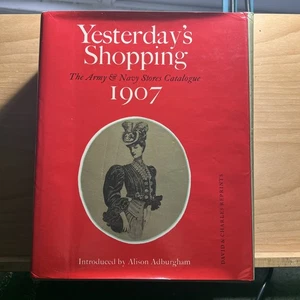 Yesterday's
Shopping
The Army & Navy Stores Catalogue
1907
Introduced by Alison Adburgham
DAVID & CHARLES REPRINTS